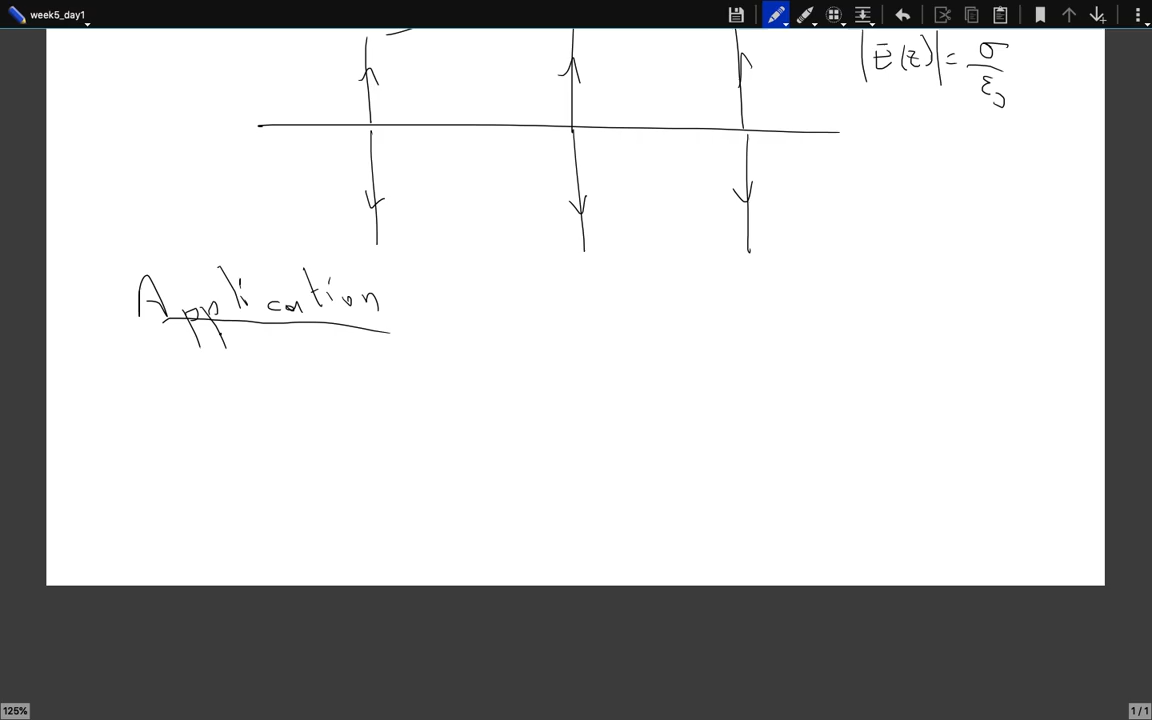 week5_day1
|E(z)| = σ/ε₀
Application
125%
1 / 1